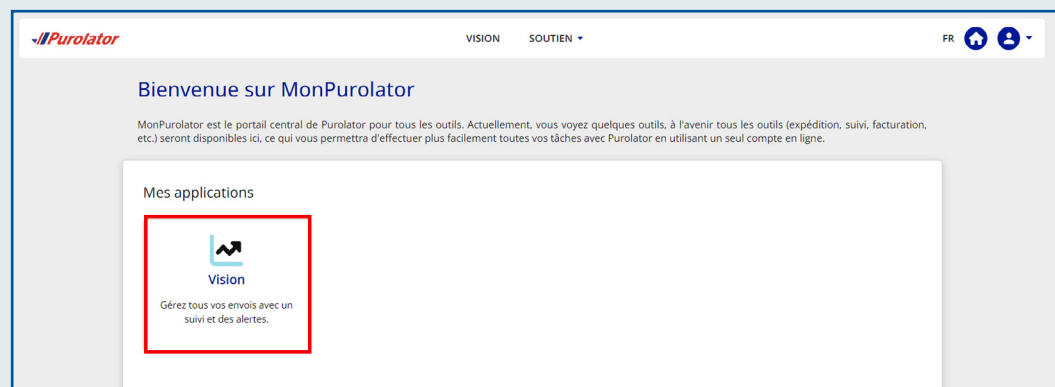 Purolator
VISION
SOUTIEN
FR
Bienvenue sur MonPurolator
MonPurolator est le portail central de Purolator pour tous les outils. Actuellement, vous voyez quelques outils, à l'avenir tous les outils (expédition, suivi, facturation,
etc.) seront disponibles ici, ce qui vous permettra d'effectuer plus facilement toutes vos tâches avec Purolator en utilisant un seul compte en ligne.
Mes applications
Vision
Gérez tous vos envois avec un
suivi et des alertes.